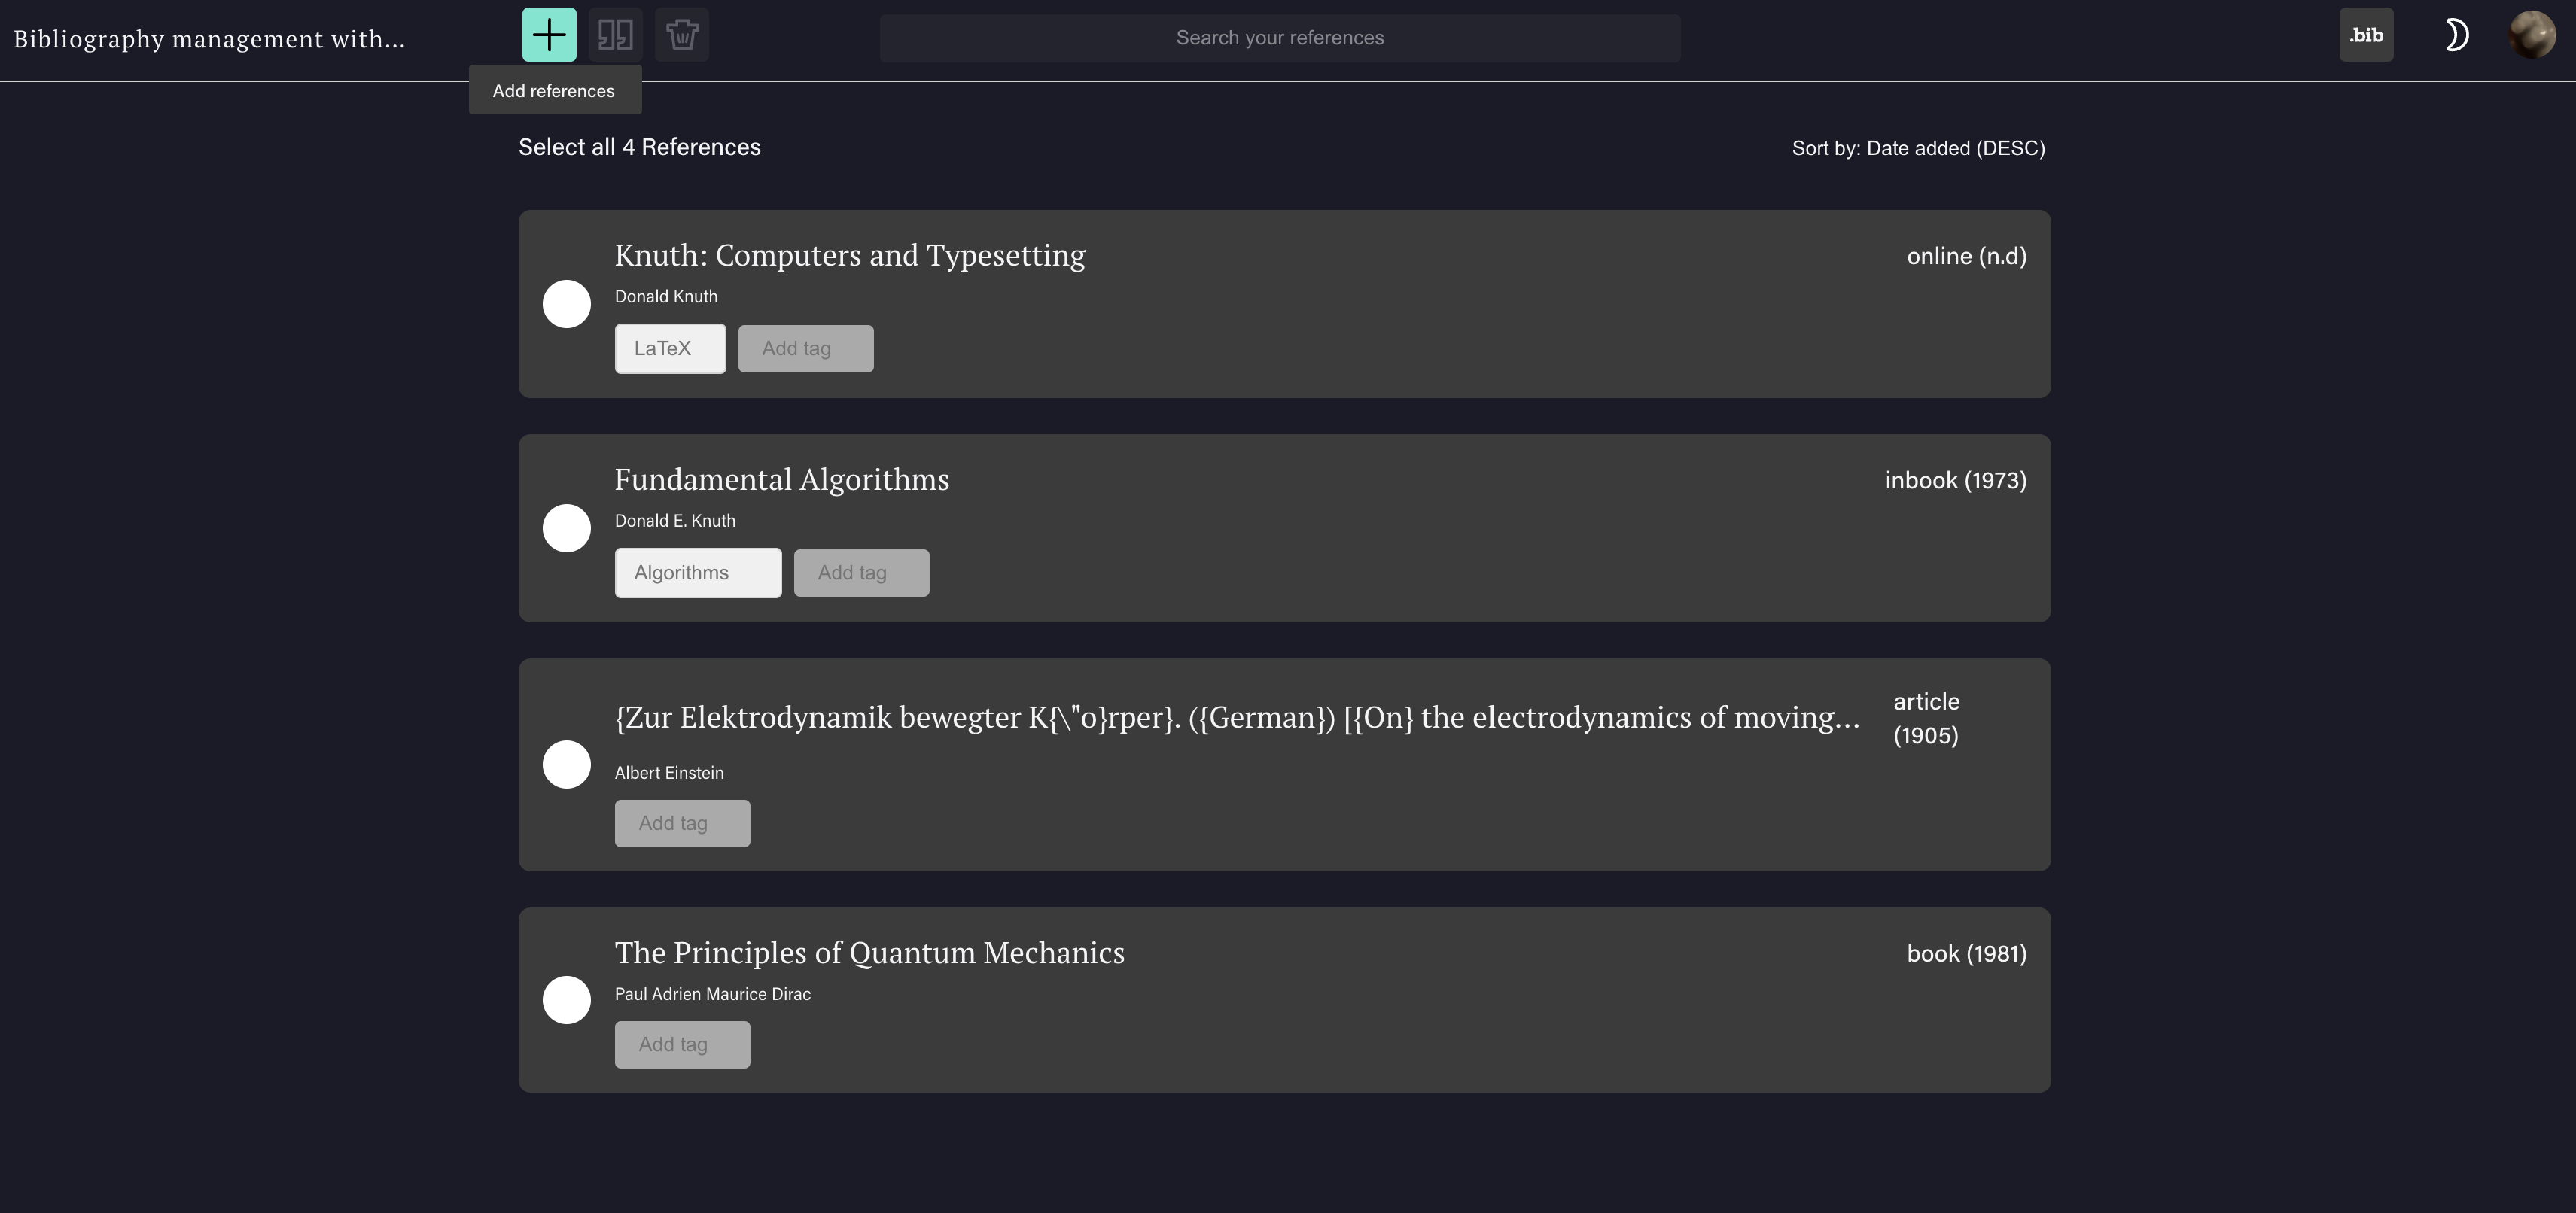 Bibliography management with...
Search your references
.bib
Add references
Select all 4 References
Sort by: Date added (DESC)
Knuth: Computers and Typesetting
online (n.d)
Donald Knuth
LaTeX
Add tag
Fundamental Algorithms
inbook (1973)
Donald E. Knuth
Algorithms
Add tag
{Zur Elektrodynamik bewegter K{\"o}rper}. ({German}) [{On} the electrodynamics of moving...
article
(1905)
Albert Einstein
Add tag
The Principles of Quantum Mechanics
book (1981)
Paul Adrien Maurice Dirac
Add tag